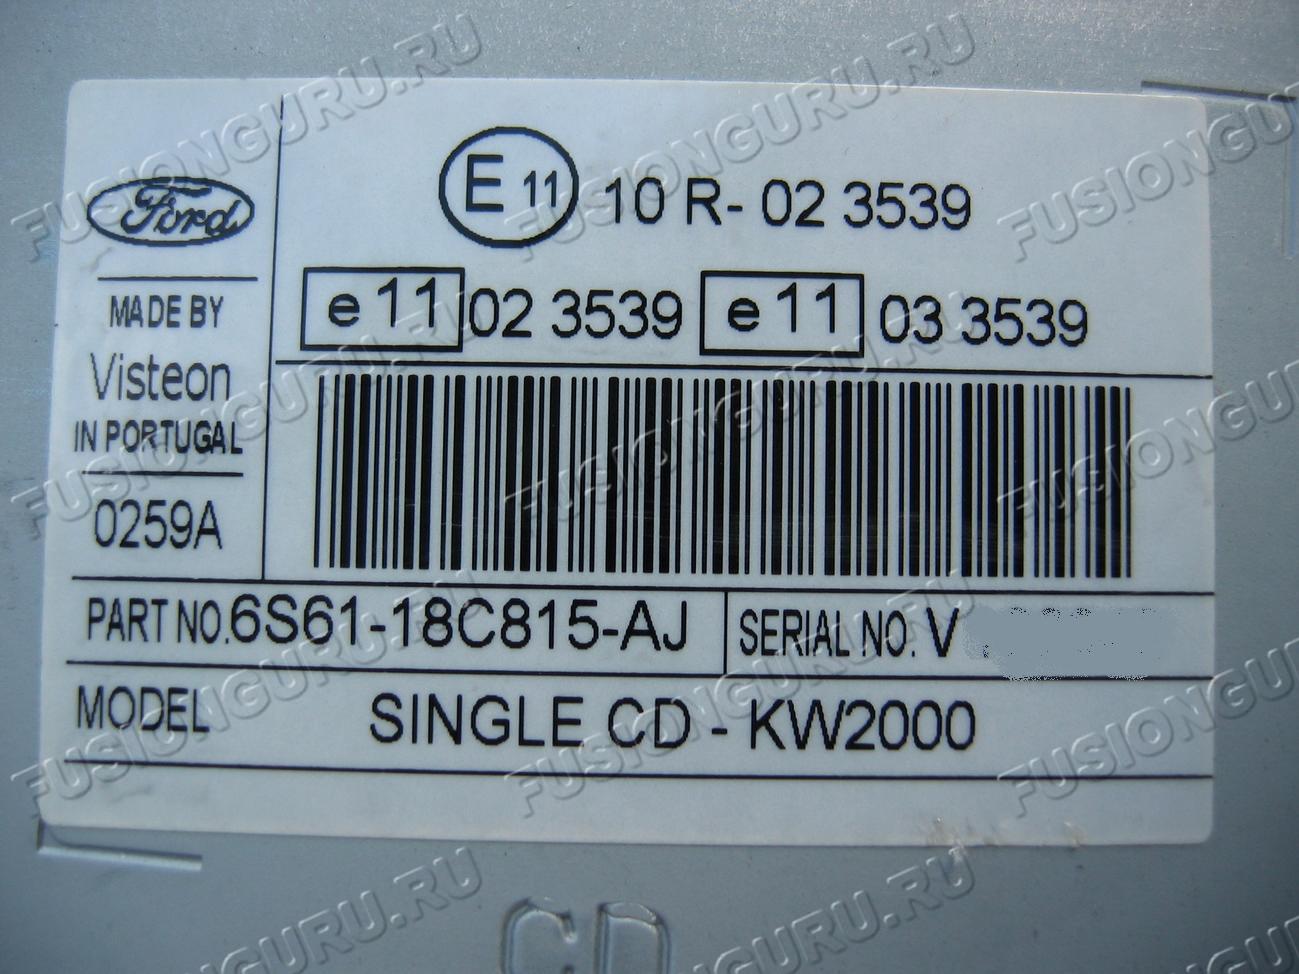 Ford
MADE BY
Visteon
IN PORTUGAL
0259A
E 11 10 R- 02 3539
e 11 02 3539 e 11 03 3539
PART NO. 6S61-18C815-AJ SERIAL NO. V
MODEL SINGLE CD - KW2000
CD
FUSIONGURU.RU